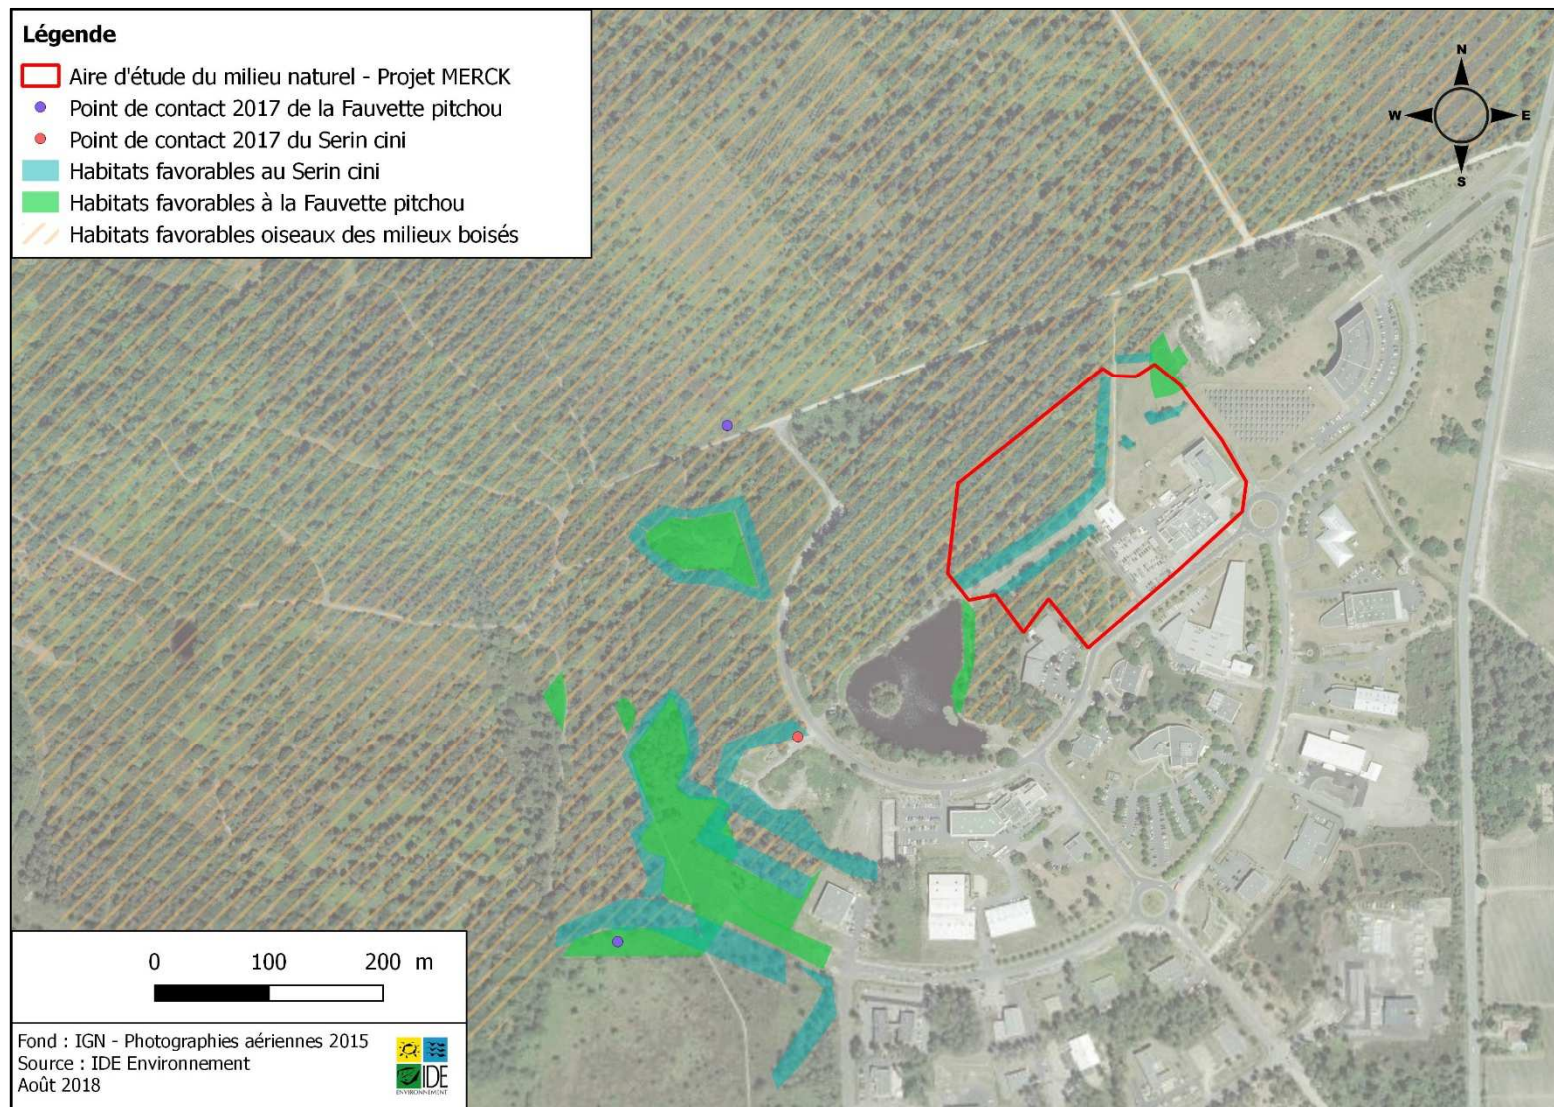 Légende
Aire d'étude du milieu naturel - Projet MERCK
Point de contact 2017 de la Fauvette pitchou
Point de contact 2017 du Serin cini
Habitats favorables au Serin cini
Habitats favorables à la Fauvette pitchou
Habitats favorables oiseaux des milieux boisés
N
W
E
S
0 100 200 m
Fond : IGN - Photographies aériennes 2015
Source : IDE Environnement
Août 2018
IDE
ENVIRONNEMENT